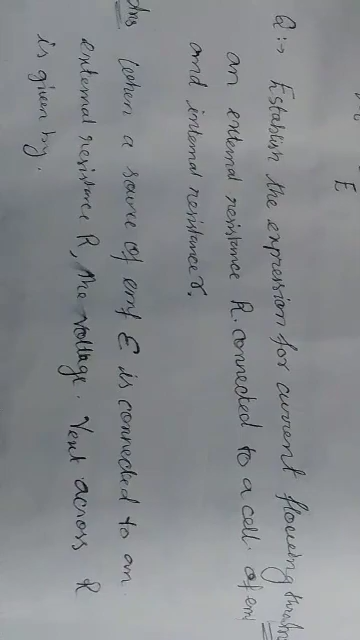 E
Q:→ Establish the expression for current flowing through
an external resistance R. connected to a cell. of emf
and internal resistance r.
Ans When a source of emf E is connected to an.
external resistance R, the voltage. Vent across R
is given by.